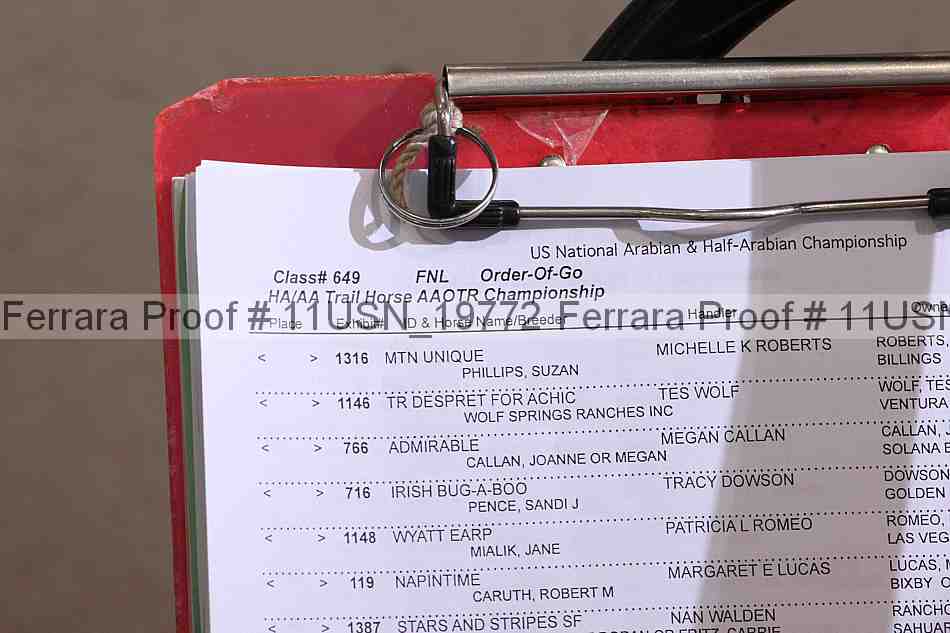 US National Arabian & Half-Arabian Championship
Class# 649 FNL Order-Of-Go
HA/AA Trail Horse AAOTR Championship
Ferrara Proof # 11USN_19772 Ferrara Proof # 11USN
Place Exhibit# ID & Horse Name/Breeder Handler Owne
< > 1316 MTN UNIQUE MICHELLE K ROBERTS ROBERTS,
PHILLIPS, SUZAN BILLINGS
< > 1146 TR DESPRET FOR ACHIC TES WOLF WOLF, TES
WOLF SPRINGS RANCHES INC VENTURA
< > 766 ADMIRABLE MEGAN CALLAN CALLAN, J
CALLAN, JOANNE OR MEGAN SOLANA B
< > 716 IRISH BUG-A-BOO TRACY DOWSON DOWSON
PENCE, SANDI J GOLDEN
< > 1148 WYATT EARP PATRICIA L ROMEO ROMEO,
MIALIK, JANE LAS VEG
< > 119 NAPINTIME MARGARET E LUCAS LUCAS, M
CARUTH, ROBERT M BIXBY O
< > 1387 STARS AND STRIPES SF NAN WALDEN RANCHO
OR FRITZ, CARRIE SAHUAR